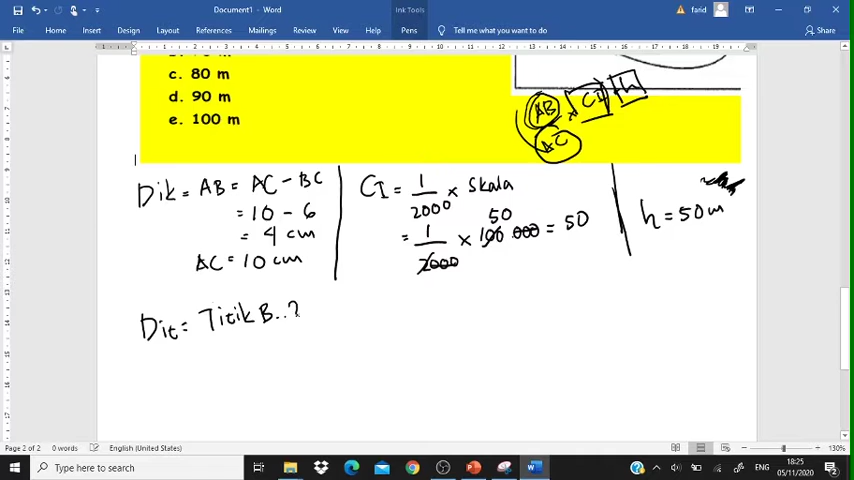 Document1 - Word
Ink Tools
farid
File
Home
Insert
Draw
Design
Layout
References
Mailings
Review
View
Help
Pens
Tell me what you want to do
Share
c. 80 m
d. 90 m
e. 100 m
AB × CI h
AC
Dik = AB = AC - BC
= 10 - 6
= 4 cm
AC = 10 cm
CI = 1/2000 × Skala
50
= 1/2000 × 100.000 = 50
h = 50 m
Dit = Titik B..?
Page 2 of 2
0 words
English (United States)
130%
Type here to search
ENG
18:25
05/11/2020